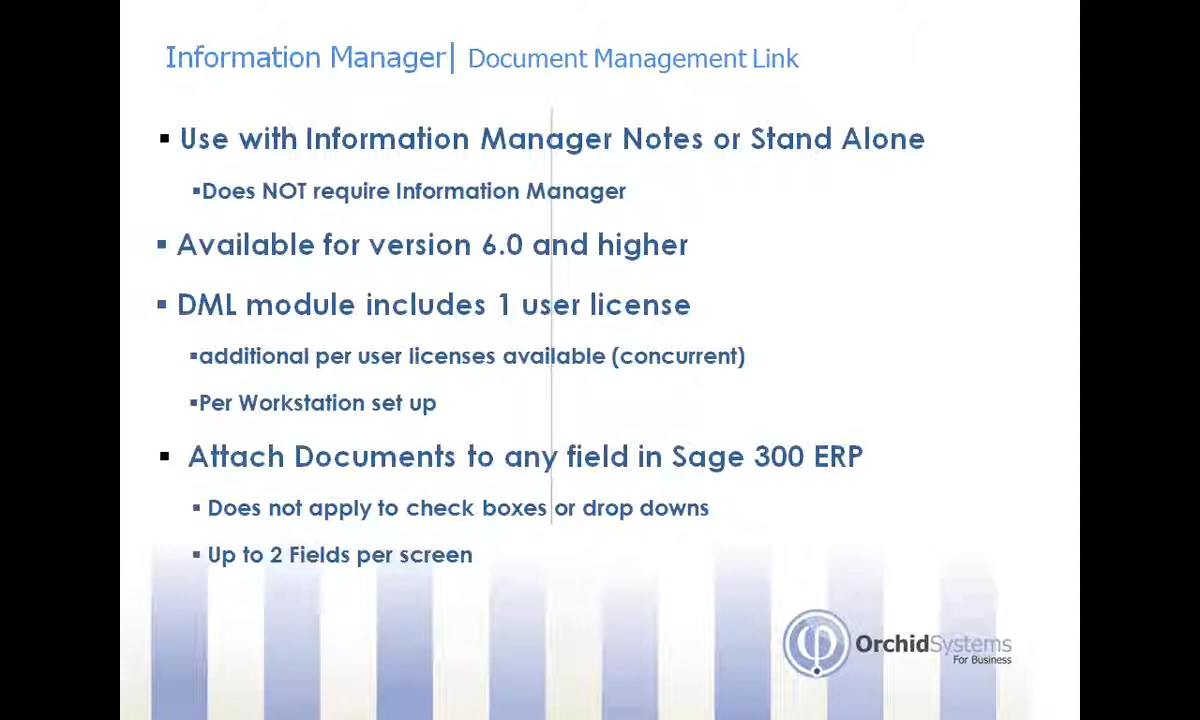 Information Manager| Document Management Link
▪ Use with Information Manager Notes or Stand Alone
▪Does NOT require Information Manager
▪ Available for version 6.0 and higher
▪ DML module includes 1 user license
▪additional per user licenses available (concurrent)
▪Per Workstation set up
▪ Attach Documents to any field in Sage 300 ERP
▪ Does not apply to check boxes or drop downs
▪ Up to 2 Fields per screen
OrchidSystems
For Business